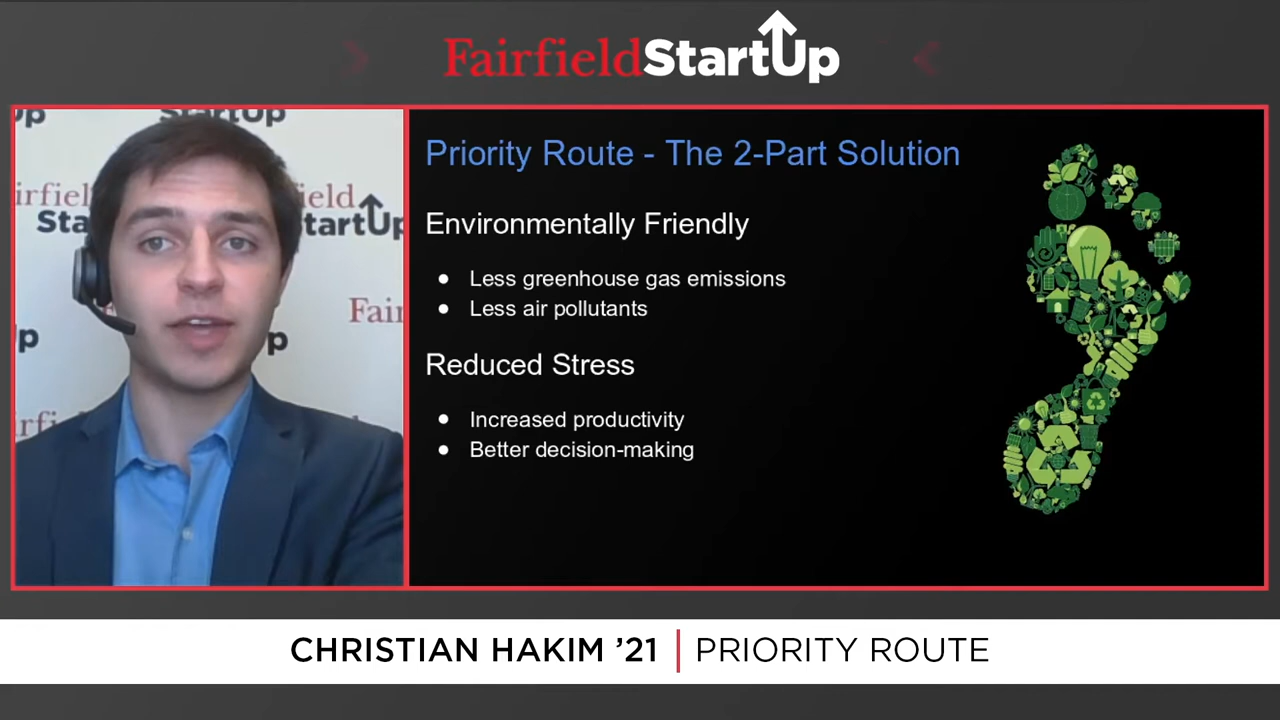 FairfieldStartUp
StartUp
Priority Route - The 2-Part Solution
Environmentally Friendly
● Less greenhouse gas emissions
● Less air pollutants
Reduced Stress
● Increased productivity
● Better decision-making
CHRISTIAN HAKIM ’21 | PRIORITY ROUTE